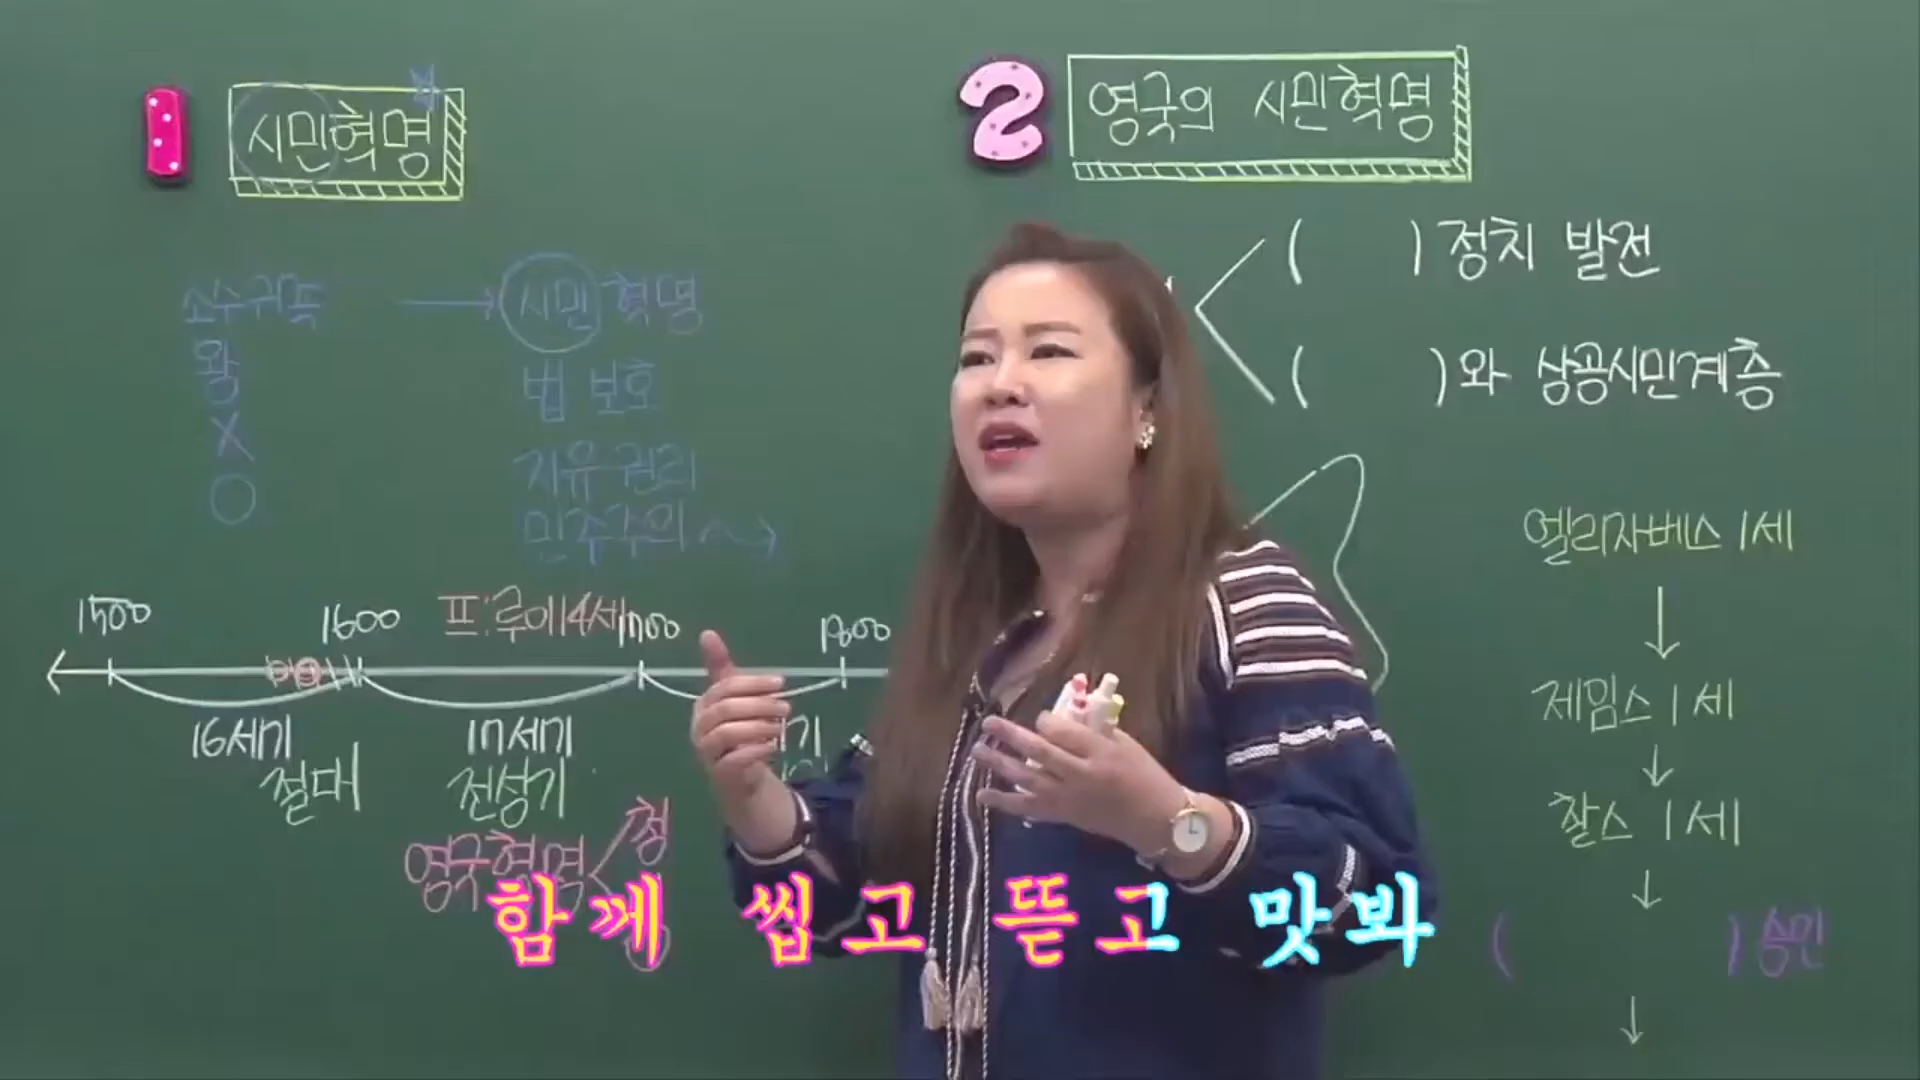 1 시민혁명
2 영국의 시민혁명
소수귀족 → 시민 혁명
왕
X
O
법 보호
자유 권리
민주주의
( ) 정치 발전
( )와 상공시민계층
엘리자베스 1세
↓
제임스 1세
↓
찰스 1세
↓
( ) 승인
↓
1500 1600 프:루이14세 1700 1800
16세기 17세기
절대 전성기
영국혁명 < 청
함께 씹고 뜯고 맛봐